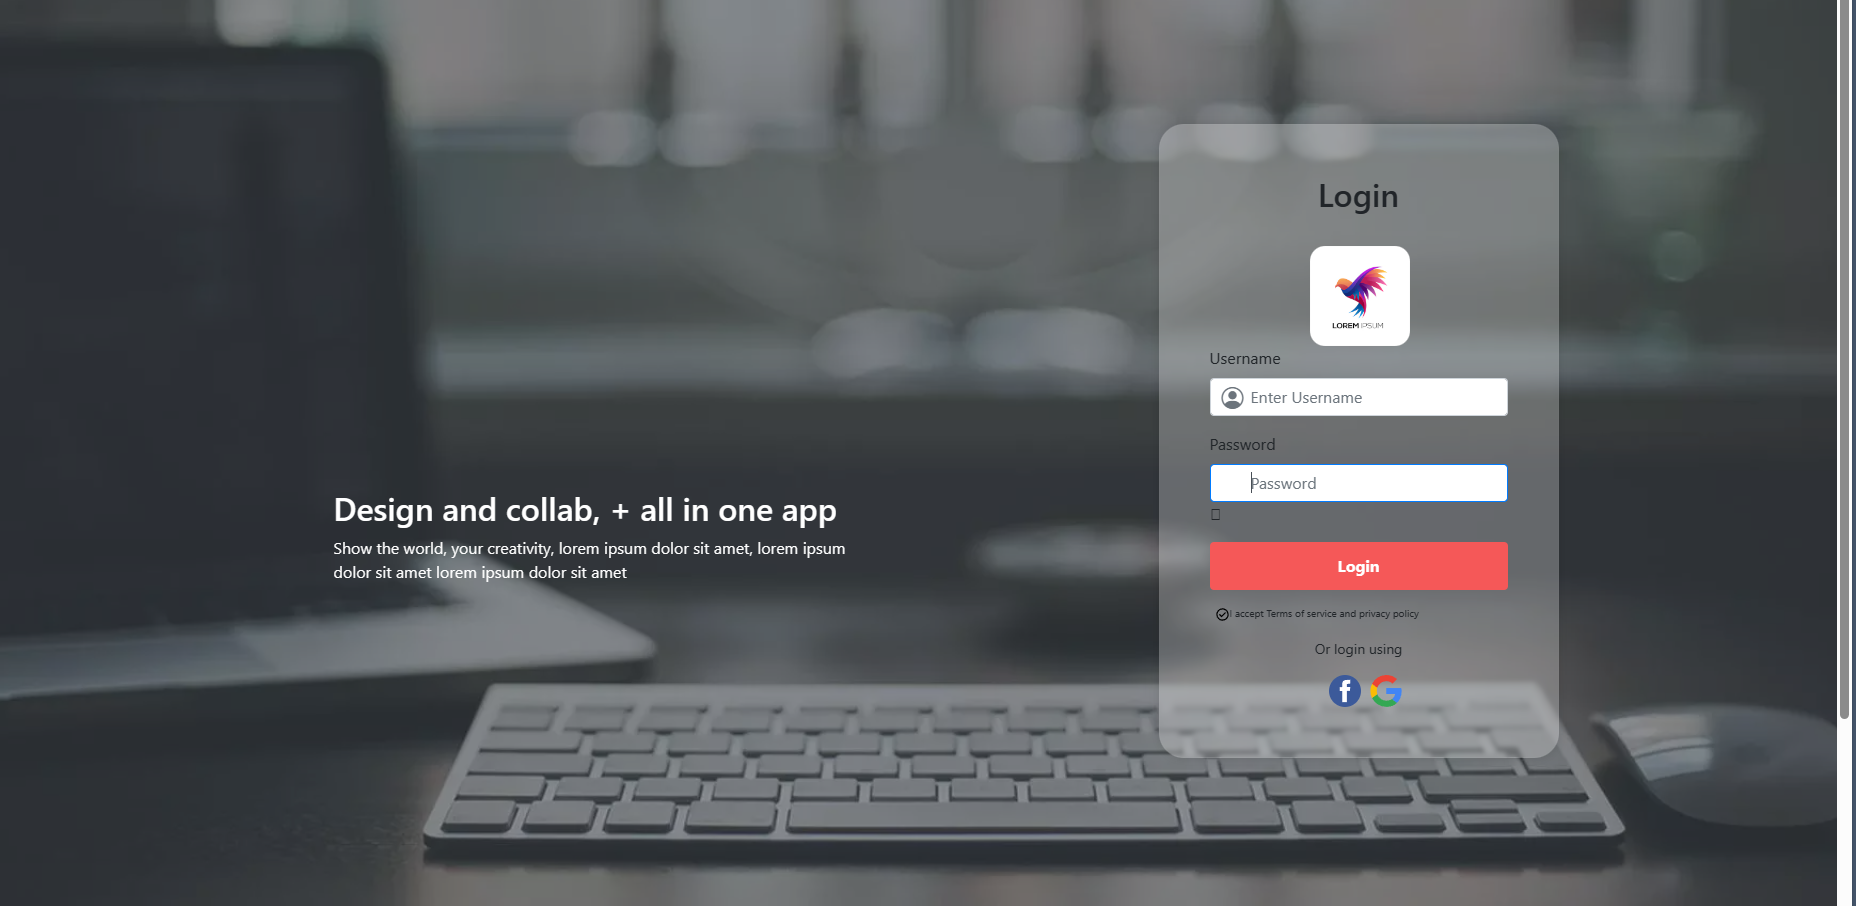 Login
LOREM IPSUM
Username
Enter Username
Password
Password
Login
I accept Terms of service and privacy policy
Or login using
Design and collab, + all in one app
Show the world, your creativity, lorem ipsum dolor sit amet, lorem ipsum
dolor sit amet lorem ipsum dolor sit amet